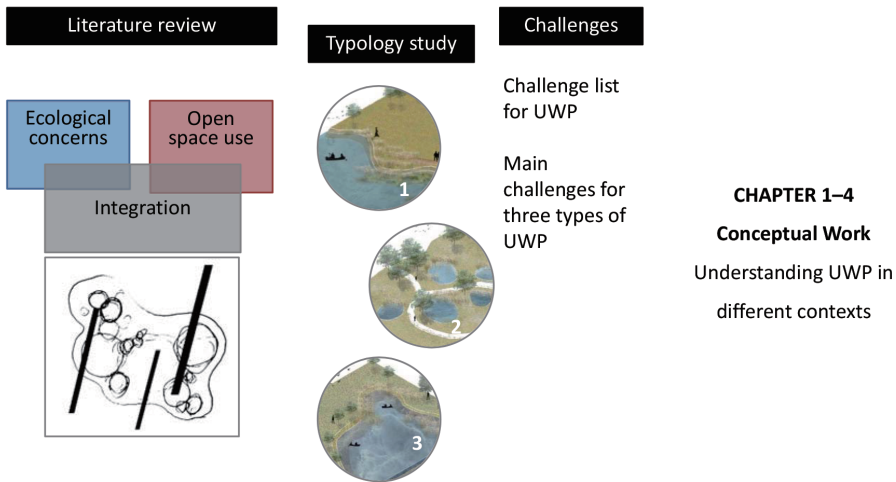 Literature review
Ecological
concerns
Open
space use
Integration
Typology study
1
2
3
Challenges
Challenge list
for UWP
Main
challenges for
three types of
UWP
CHAPTER 1–4
Conceptual Work
Understanding UWP in
different contexts